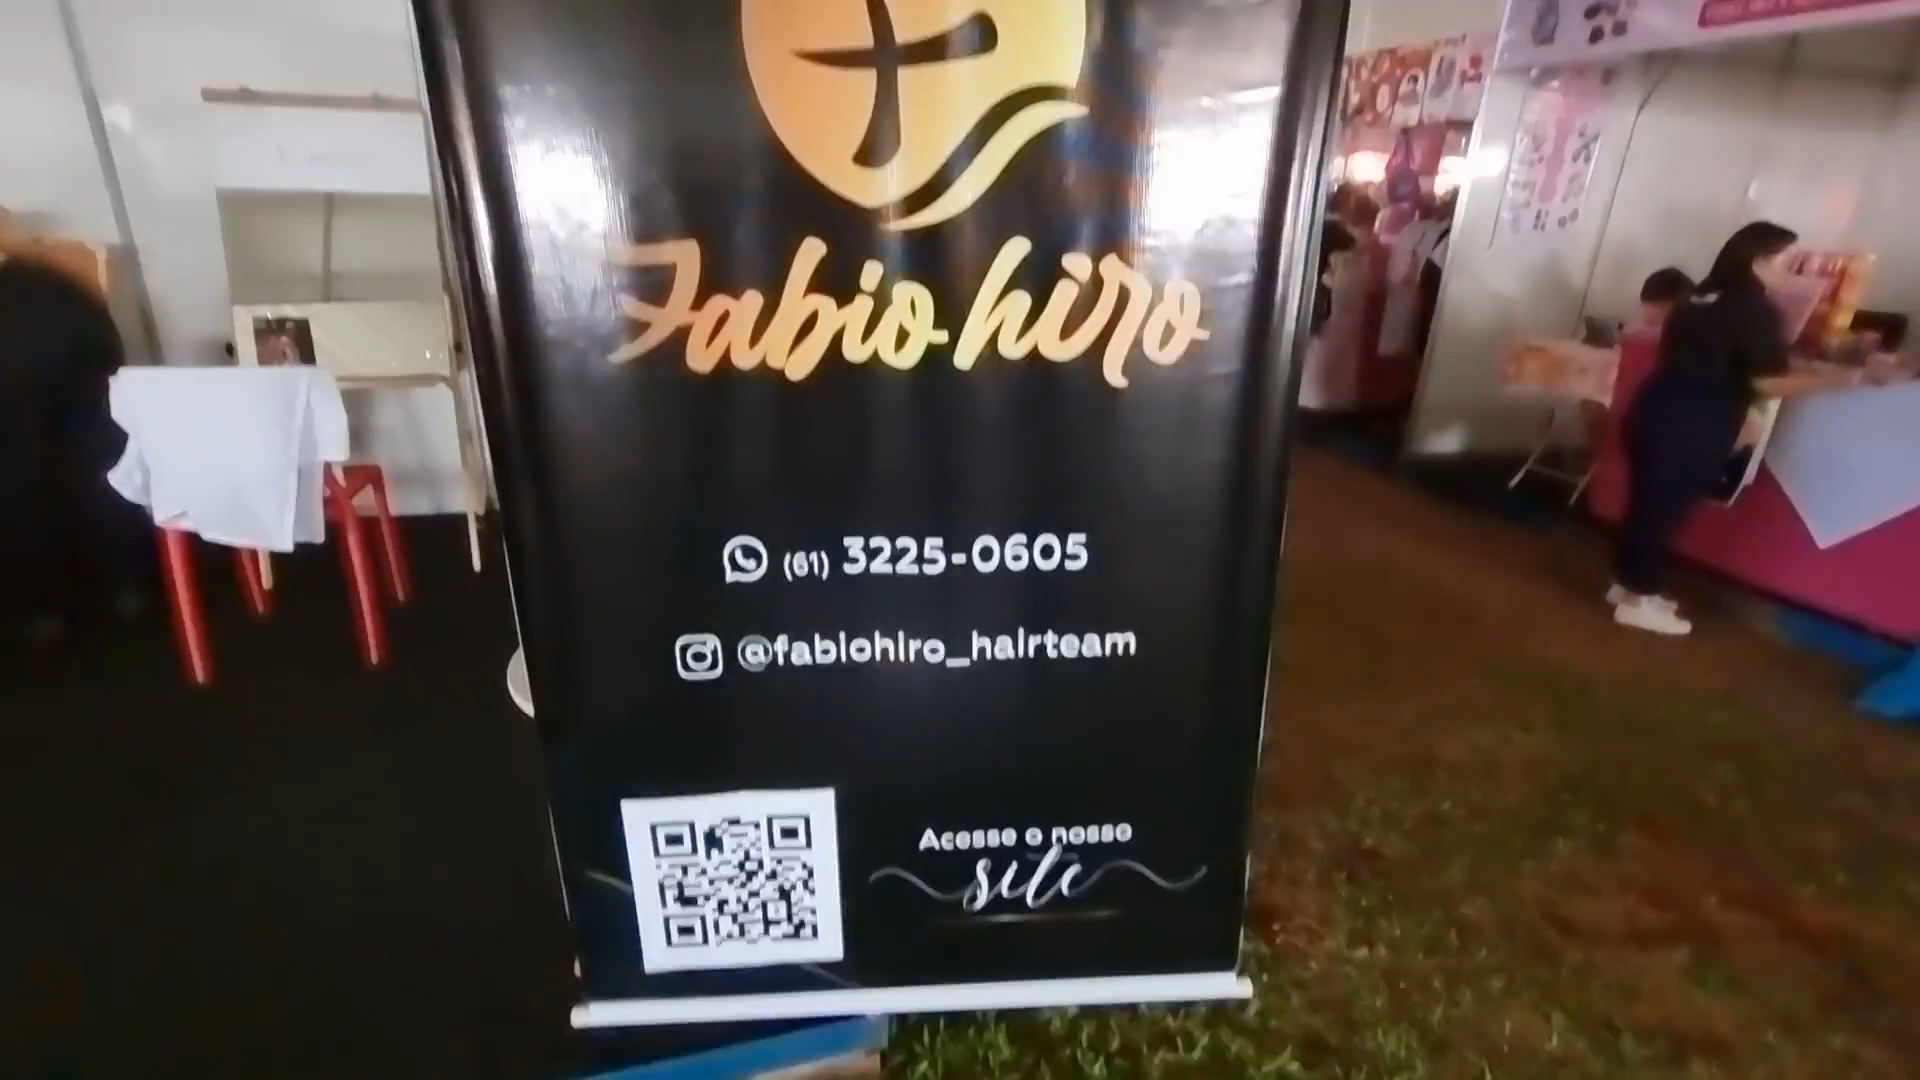 Fabio hiro
(61) 3225-0605
@fabiohiro_hairteam
Acesse o nosso
site